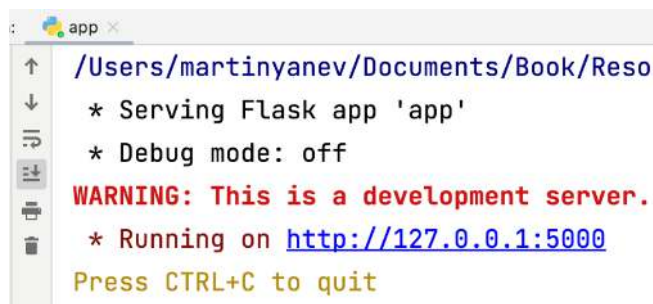 : app ×
/Users/martinyanev/Documents/Book/Reso
* Serving Flask app 'app'
* Debug mode: off
WARNING: This is a development server.
* Running on http://127.0.0.1:5000
Press CTRL+C to quit